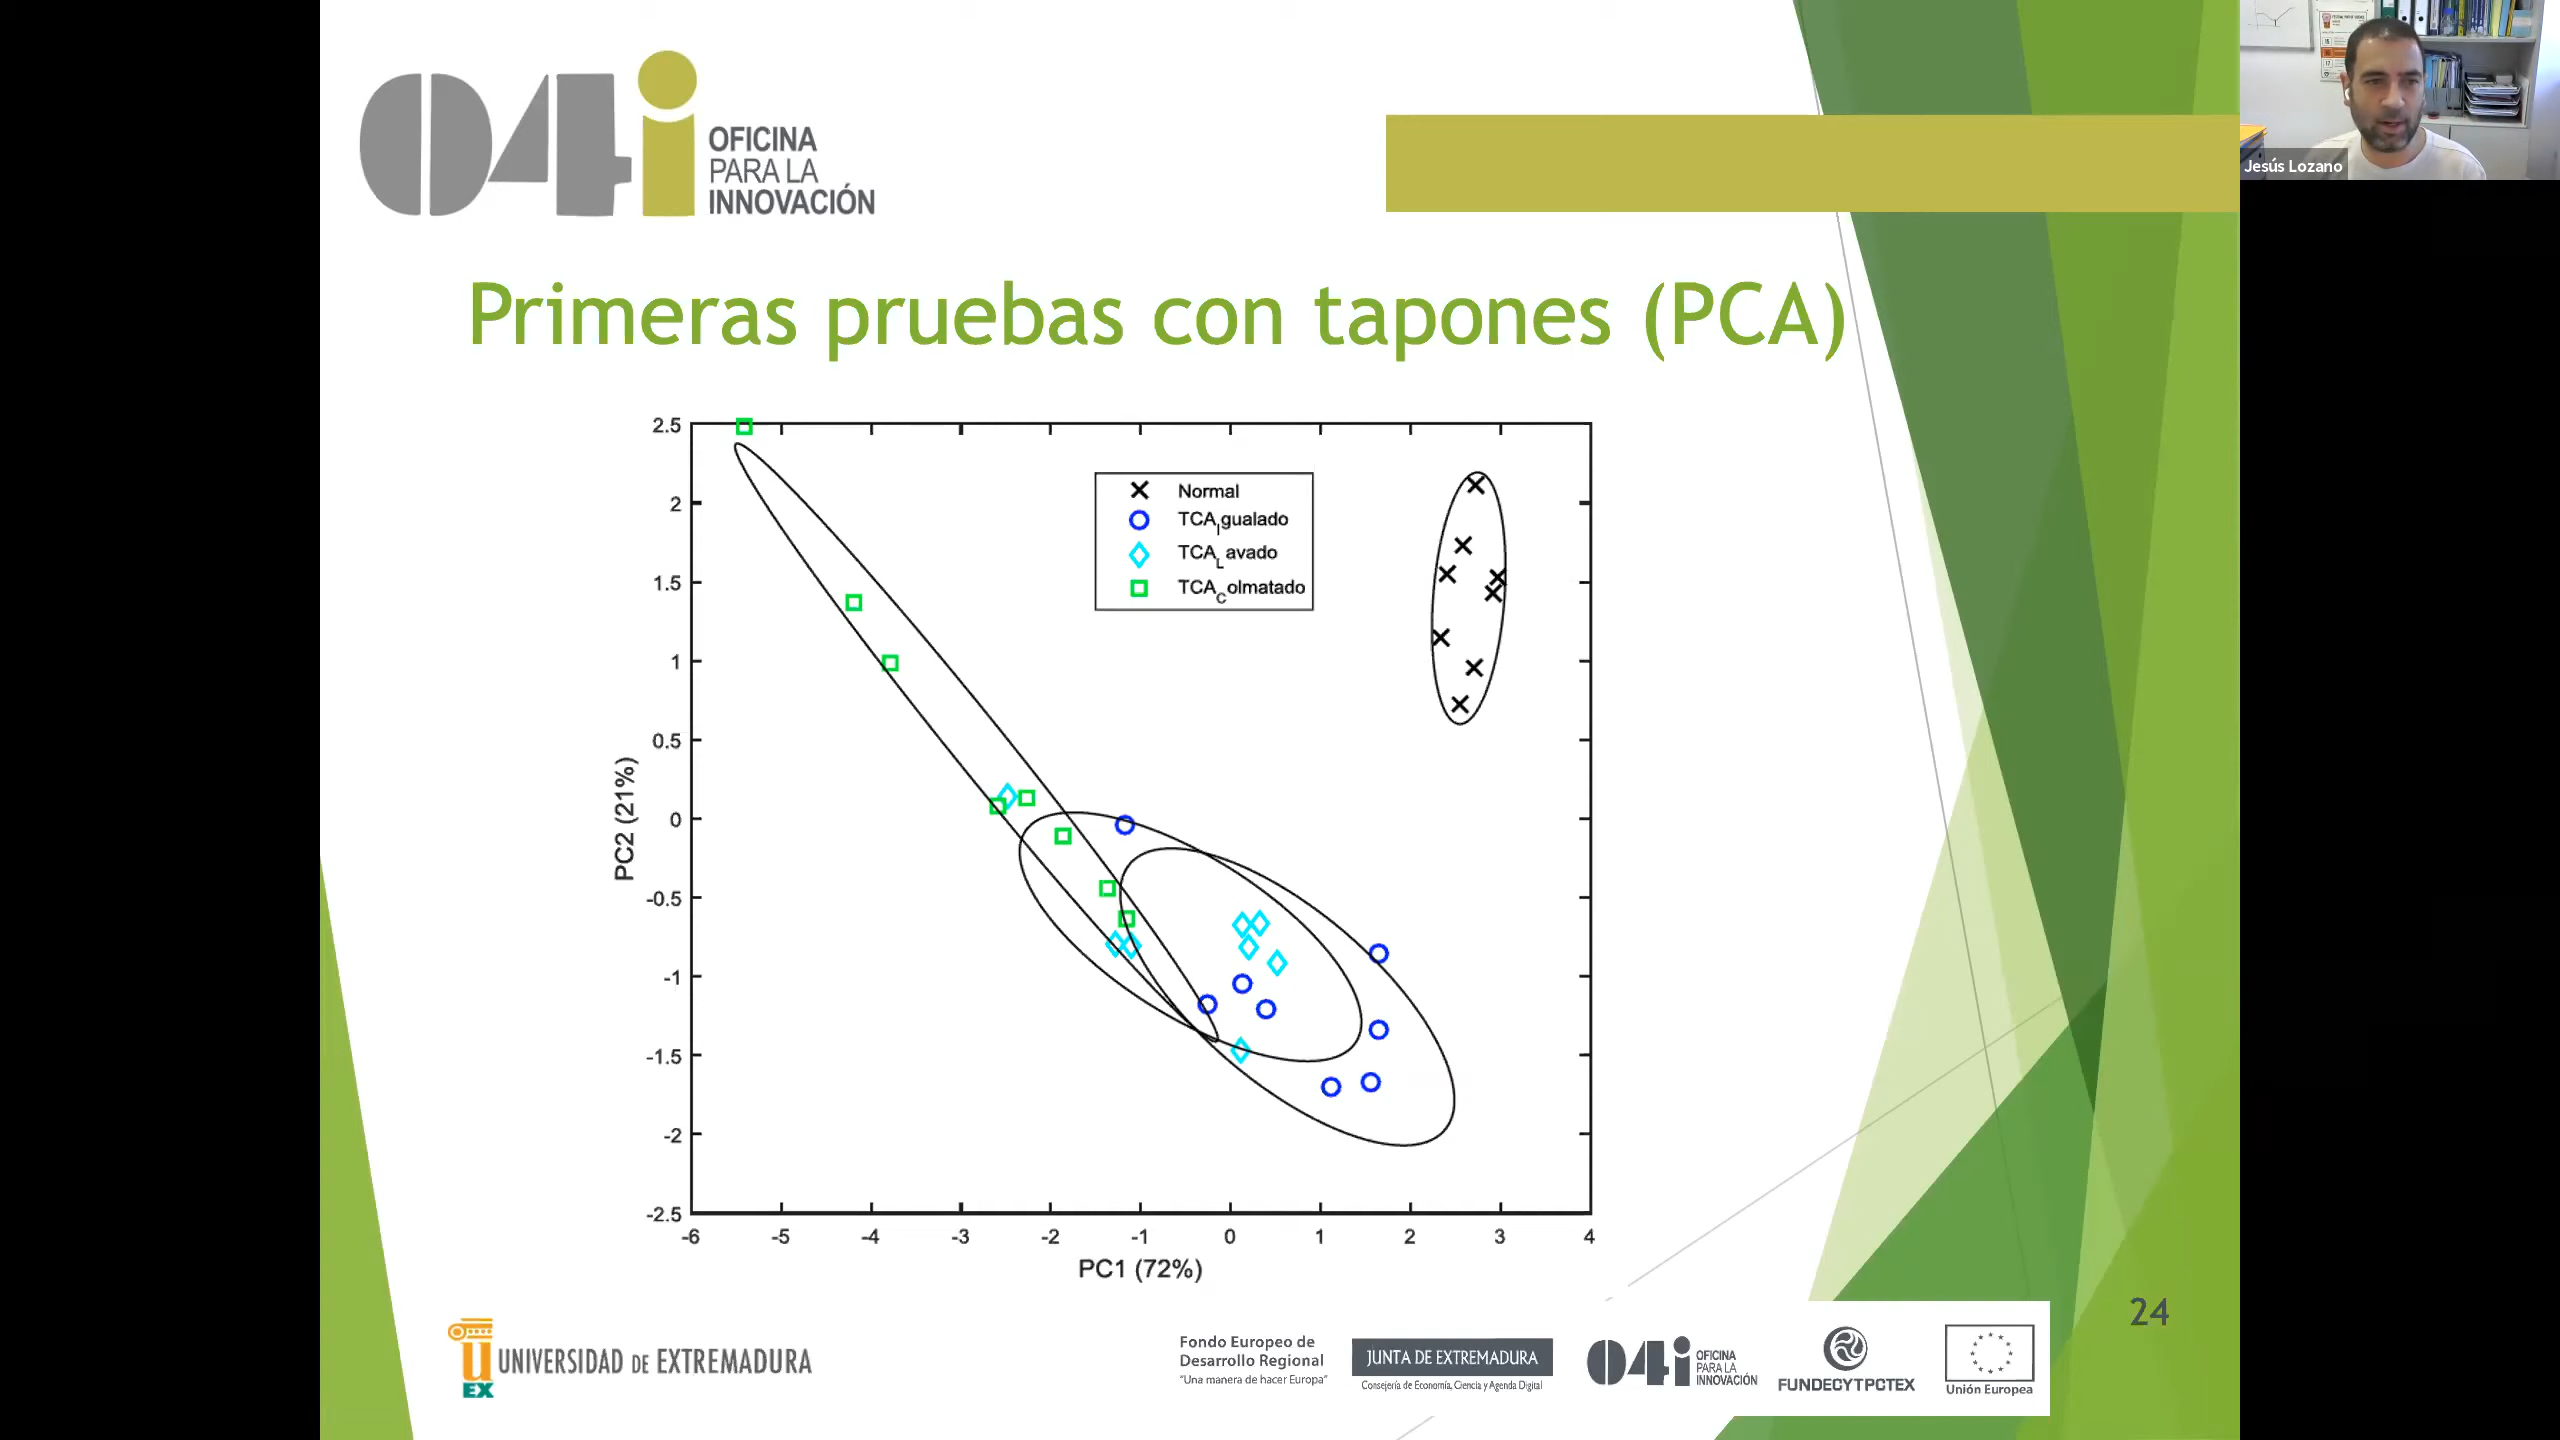 04i
OFICINA
PARA LA
INNOVACIÓN
Jesús Lozano
Primeras pruebas con tapones (PCA)
2.5
2
1.5
1
0.5
0
-0.5
-1
-1.5
-2
-2.5
PC2 (21%)
Normal
TCAIgualado
TCALavado
TCAColmatado
-6 -5 -4 -3 -2 -1 0 1 2 3 4
PC1 (72%)
24
UEX
UNIVERSIDAD DE EXTREMADURA
Fondo Europeo de
Desarrollo Regional
"Una manera de hacer Europa"
JUNTA DE EXTREMADURA
Consejería de Economía, Ciencia y Agenda Digital
04i
OFICINA
PARA LA
INNOVACIÓN
FUNDECYTPCTEX
Unión Europea